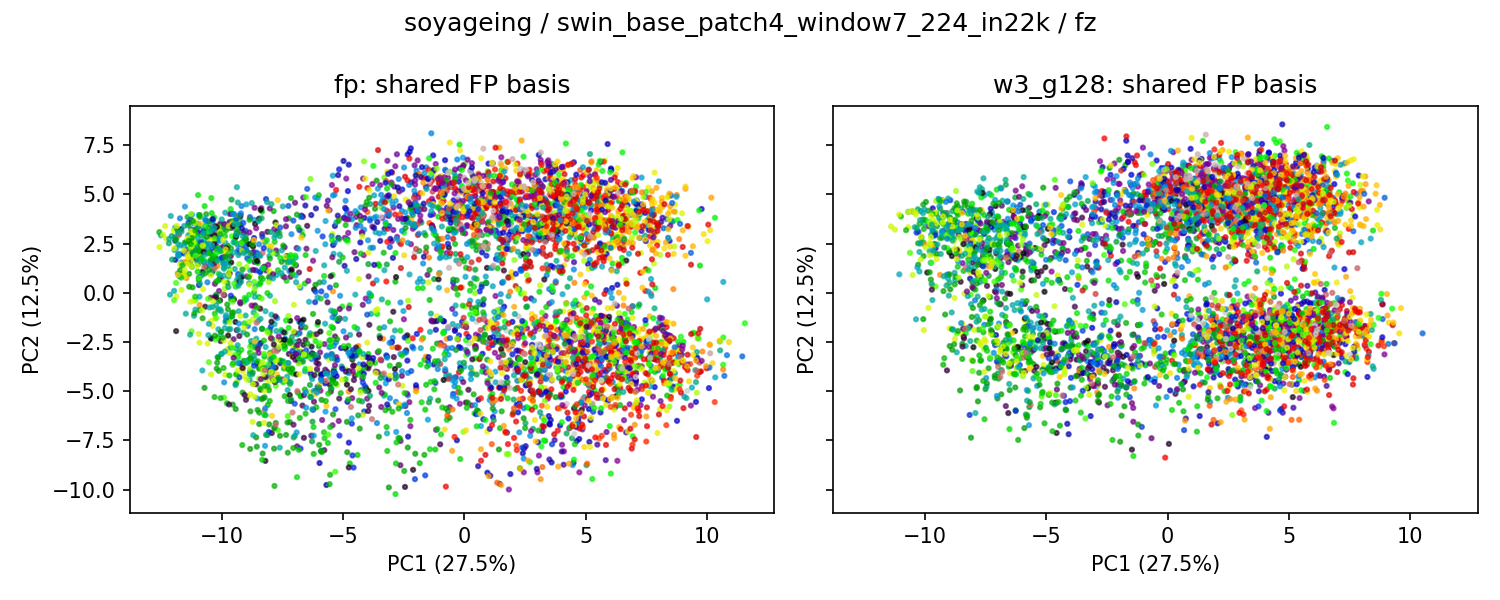 soyageing / swin_base_patch4_window7_224_in22k / fz
fp: shared FP basis
w3_g128: shared FP basis
7.5
5.0
2.5
0.0
−2.5
−5.0
−7.5
−10.0
PC2 (12.5%)
PC2 (12.5%)
−10
−5
0
5
10
−10
−5
0
5
10
PC1 (27.5%)
PC1 (27.5%)